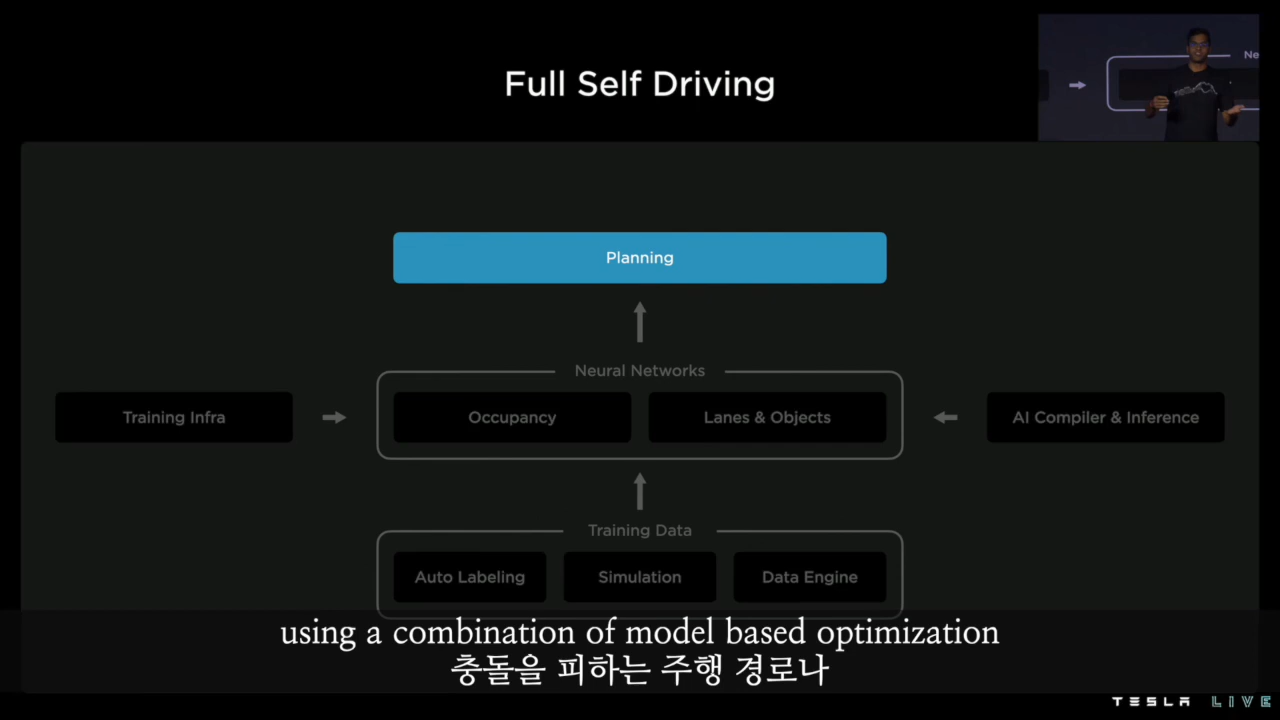 Full Self Driving
Ne
Planning
Neural Networks
Training Infra
Occupancy
Lanes & Objects
AI Compiler & Inference
Training Data
Auto Labeling
Simulation
Data Engine
using a combination of model based optimization
충돌을 피하는 주행 경로나
TESLA LIVE